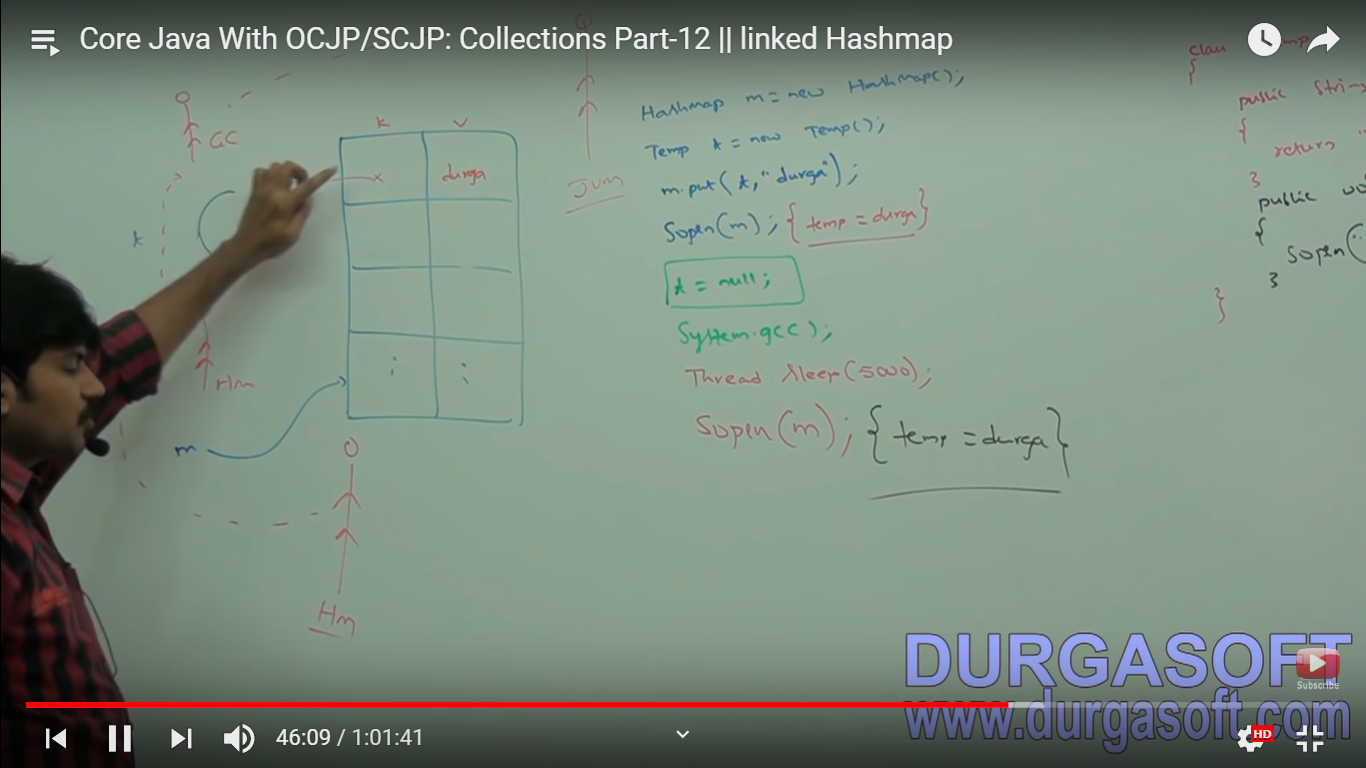 Core Java With OCJP/SCJP: Collections Part-12 || linked Hashmap
GC
K V
durga
t
Hm
m
Hm
JVM
Hashmap m = new Hashmap();
Temp t = new Temp();
m.put(t,"durga");
Sopln(m); {temp = durga}
t = null;
System.gc();
Thread.sleep(5000);
Sopln(m); {temp = durga}
class
{
public String
{
return
}
public
{
Sopln(
}
}
DURGASOFT
www.durgasoft.com
Subscribe
46:09 / 1:01:41
HD